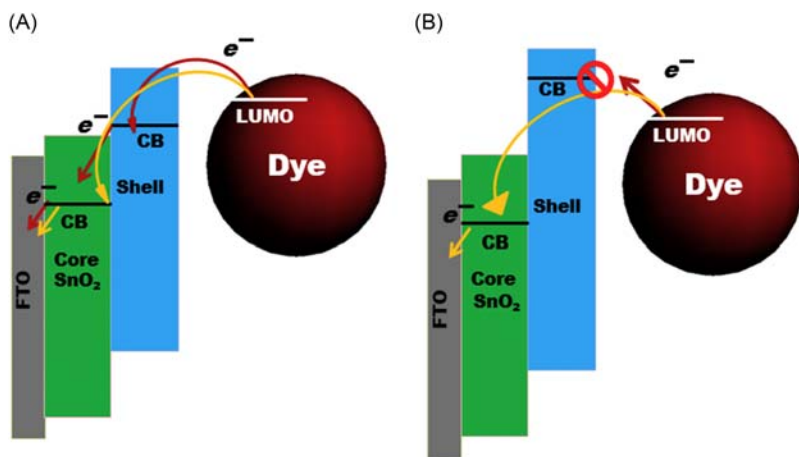 (A)
e−
LUMO
Dye
e−
CB
Shell
e−
CB
Core
SnO₂
FTO
(B)
e−
CB
LUMO
Dye
Shell
e−
CB
Core
SnO₂
FTO